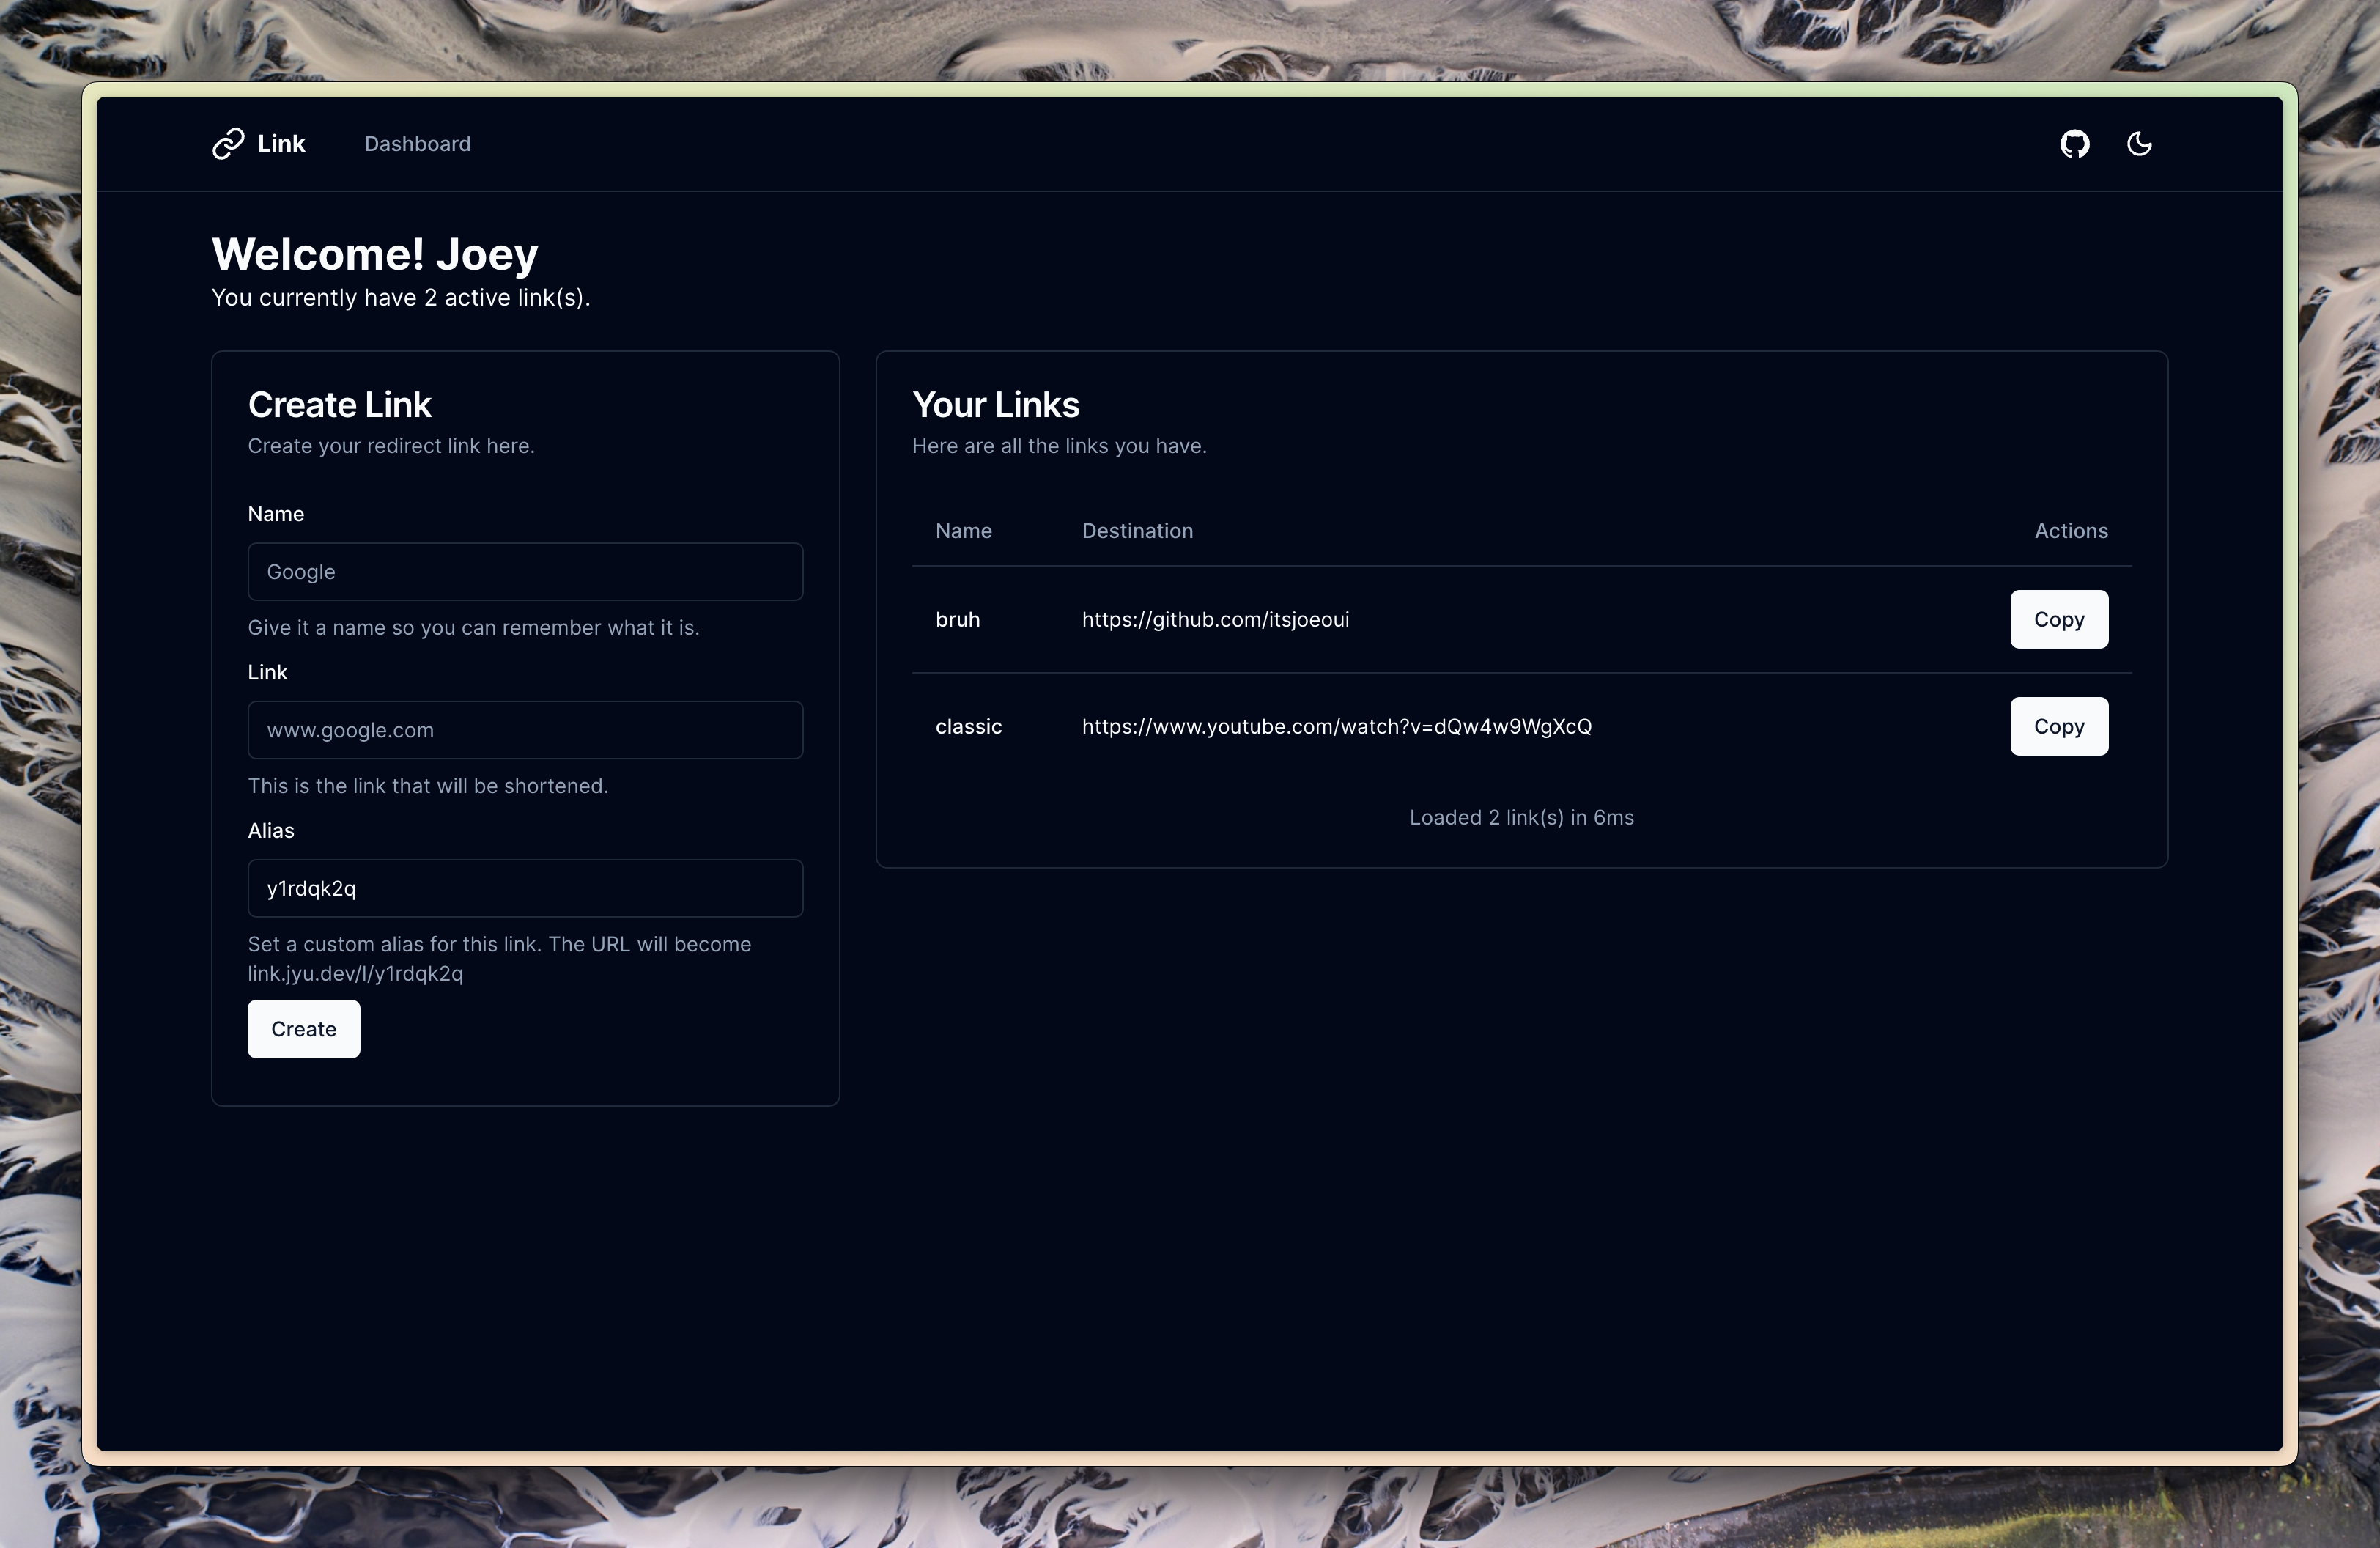 Link
Dashboard
Welcome! Joey
You currently have 2 active link(s).
Create Link
Create your redirect link here.
Name
Google
Give it a name so you can remember what it is.
Link
www.google.com
This is the link that will be shortened.
Alias
y1rdqk2q
Set a custom alias for this link. The URL will become
link.jyu.dev/l/y1rdqk2q
Create
Your Links
Here are all the links you have.
Name Destination Actions
bruh https://github.com/itsjoeoui Copy
classic https://www.youtube.com/watch?v=dQw4w9WgXcQ Copy
Loaded 2 link(s) in 6ms